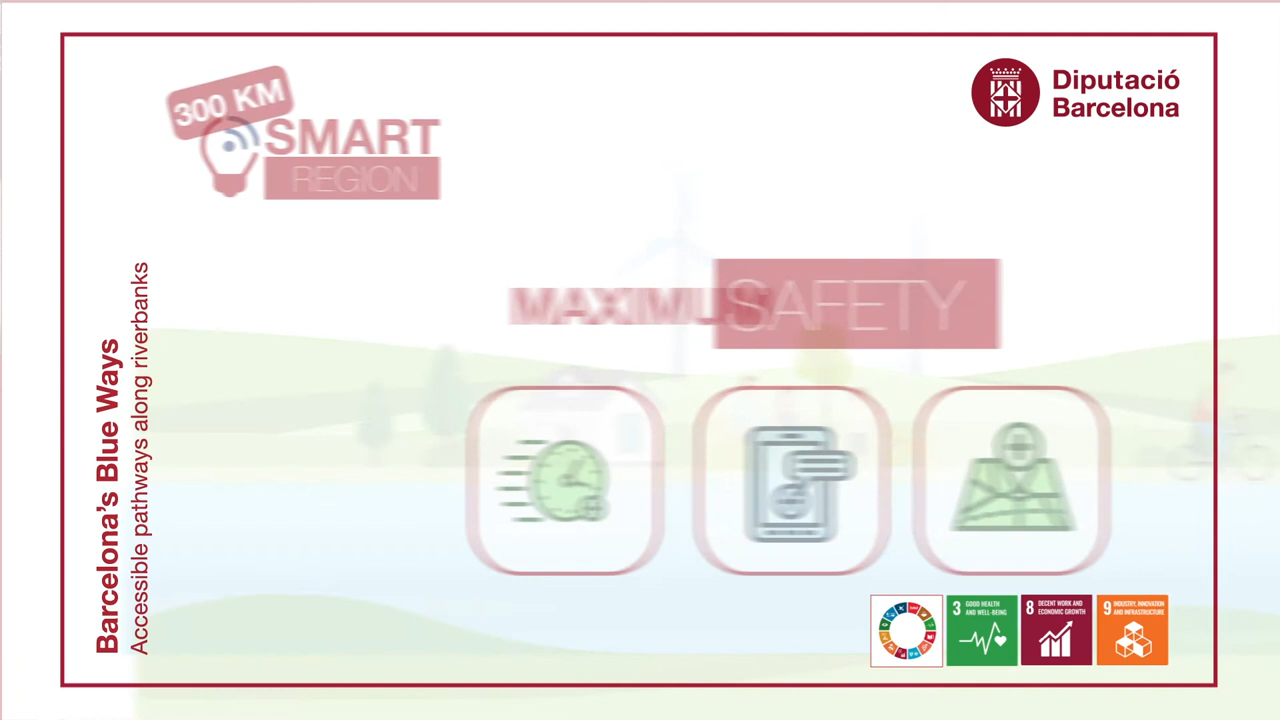 300 KM
SMART
REGION
Diputació
Barcelona
MAXIMUM SAFETY
Barcelona's Blue Ways
Accessible pathways along riverbanks
3 GOOD HEALTH
AND WELL-BEING
8 DECENT WORK AND
ECONOMIC GROWTH
9 INDUSTRY, INNOVATION
AND INFRASTRUCTURE